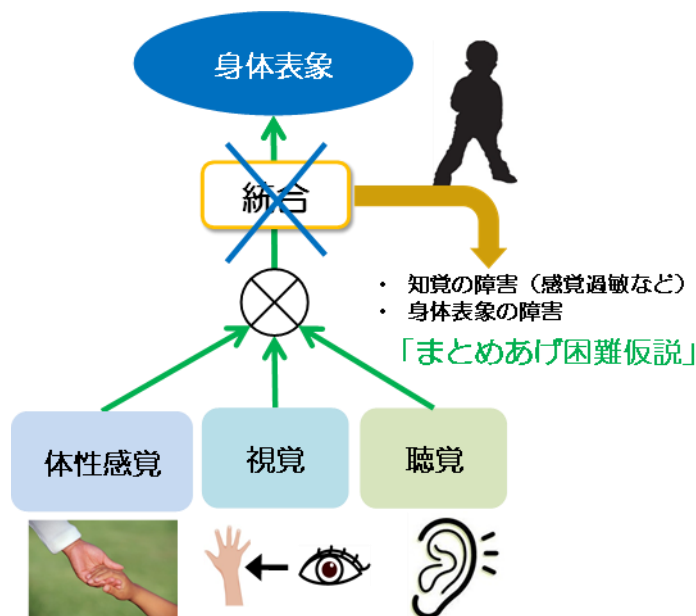 身体表象
統合
・ 知覚の障害（感覚過敏など）
・ 身体表象の障害
「まとめあげ困難仮説」
体性感覚
視覚
聴覚